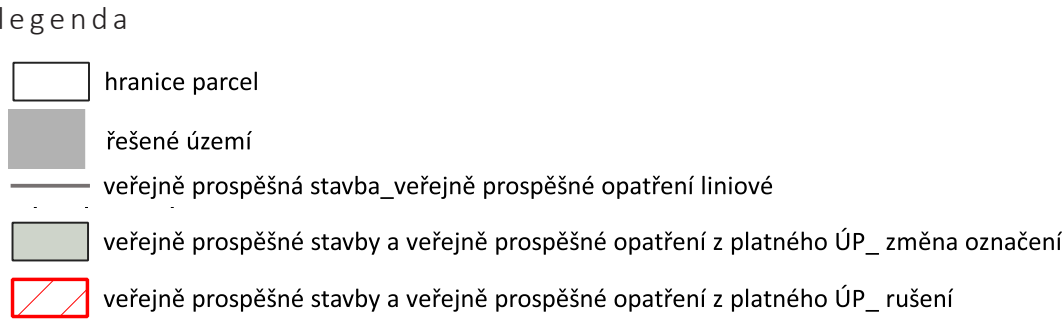 legenda
hranice parcel
řešené území
veřejně prospěšná stavba_veřejně prospěšné opatření liniové
veřejně prospěšné stavby a veřejně prospěšné opatření z platného ÚP_ změna označení
veřejně prospěšné stavby a veřejně prospěšné opatření z platného ÚP_ rušení